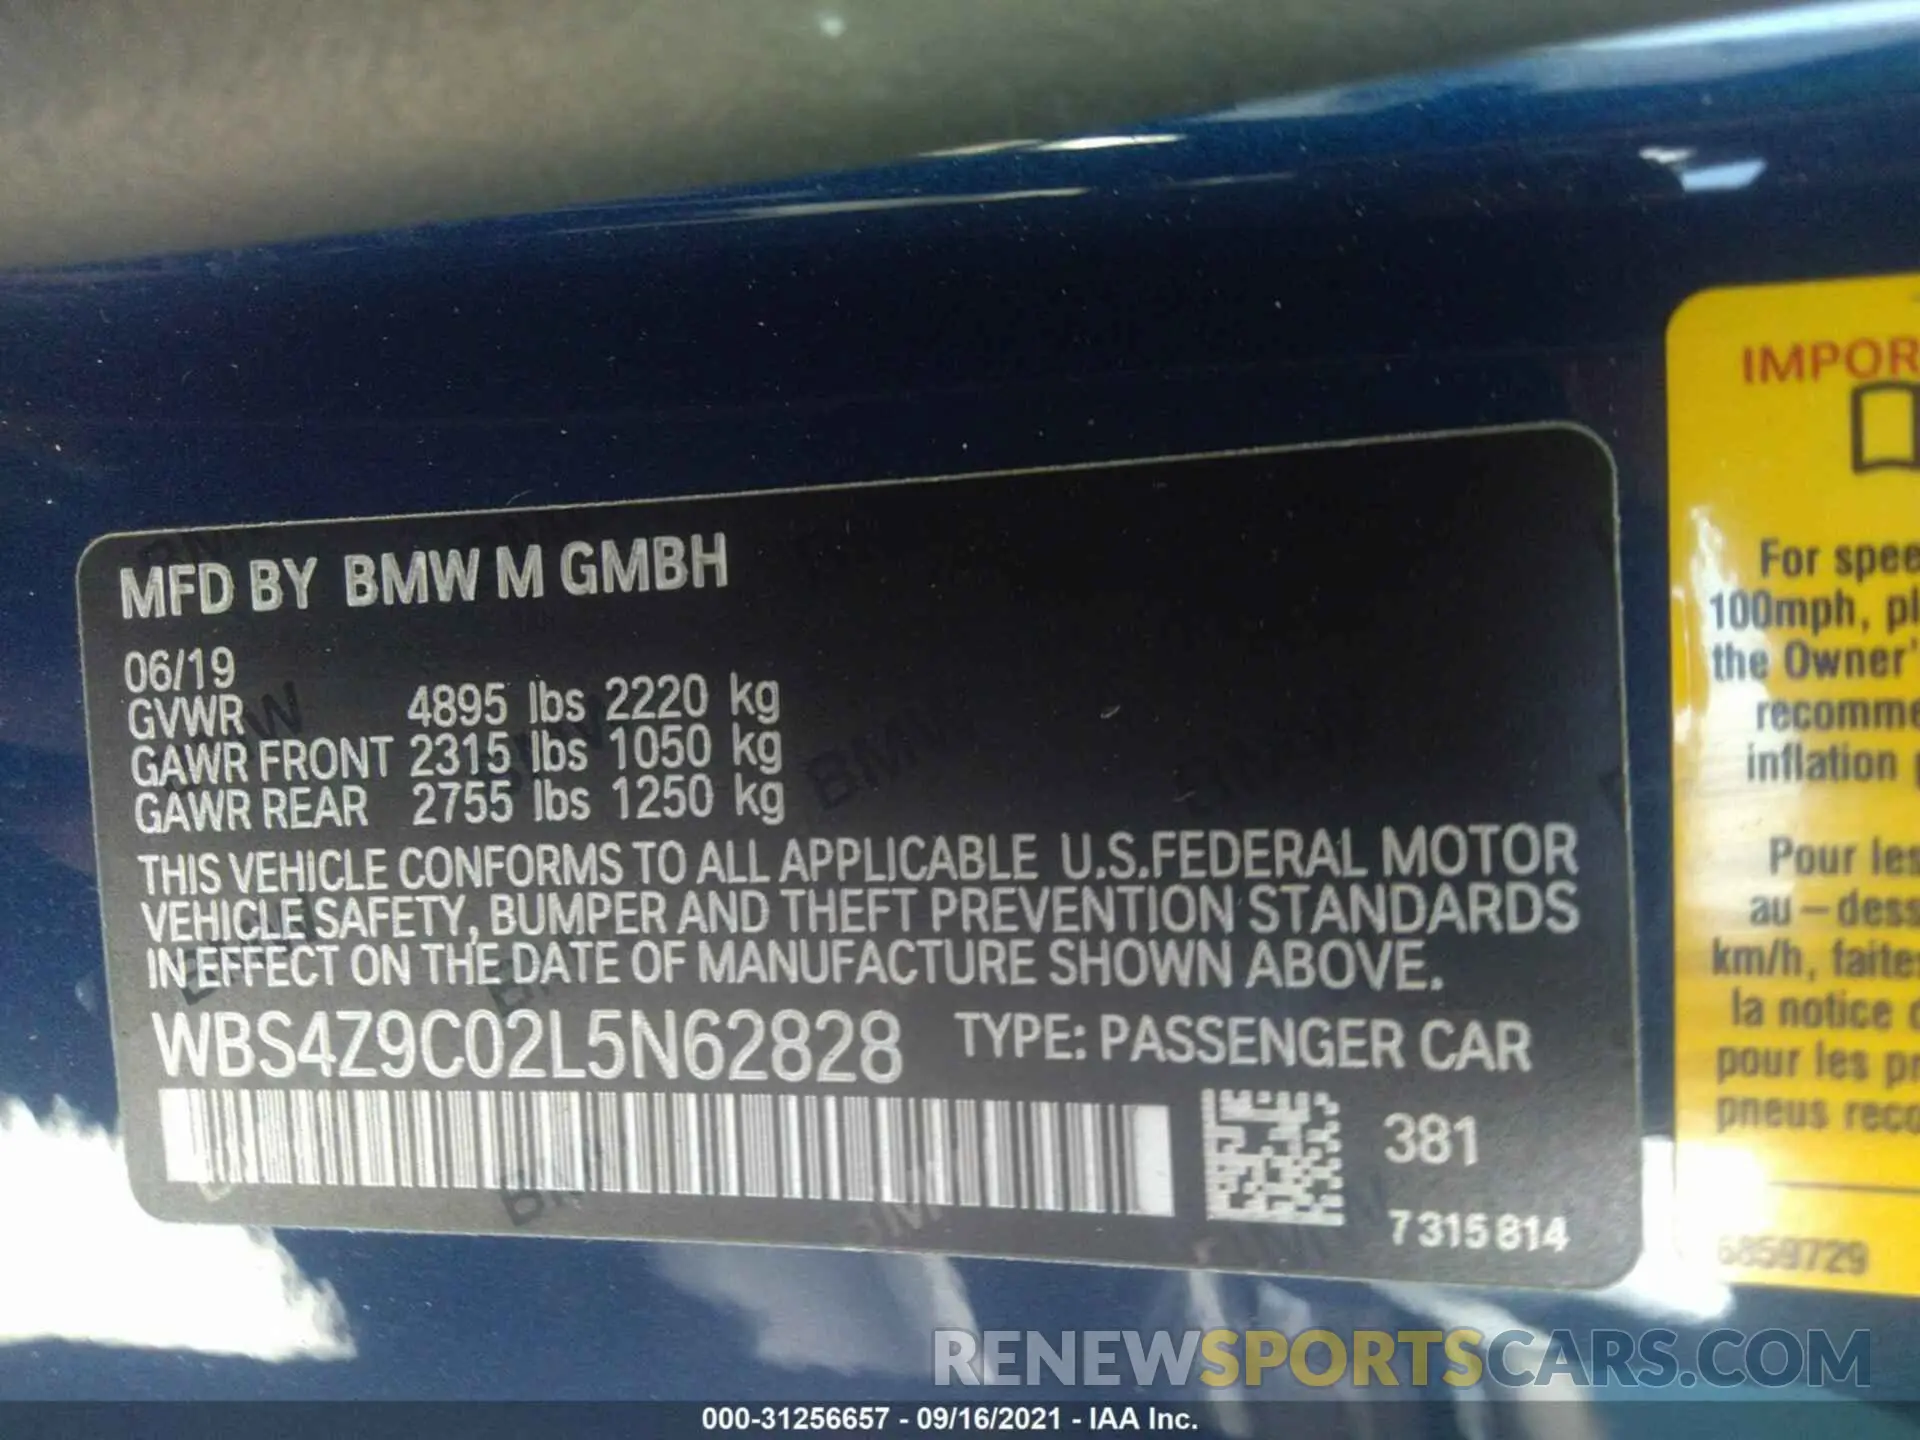 MFD BY BMW M GMBH
06/19
GVWR 4895 lbs 2220 kg
GAWR FRONT 2315 lbs 1050 kg
GAWR REAR 2755 lbs 1250 kg
THIS VEHICLE CONFORMS TO ALL APPLICABLE U.S.FEDERAL MOTOR
VEHICLE SAFETY, BUMPER AND THEFT PREVENTION STANDARDS
IN EFFECT ON THE DATE OF MANUFACTURE SHOWN ABOVE.
WBS4Z9C02L5N62828 TYPE: PASSENGER CAR
381
7315814
IMPOR
For spee
100mph, pl
the Owner'
recomme
inflation
Pour les
au – dess
km/h, faites
la notice
pour les pr
pneus reco
6859729
RENEWSPORTSCARS.COM
000-31256657 - 09/16/2021 - IAA Inc.